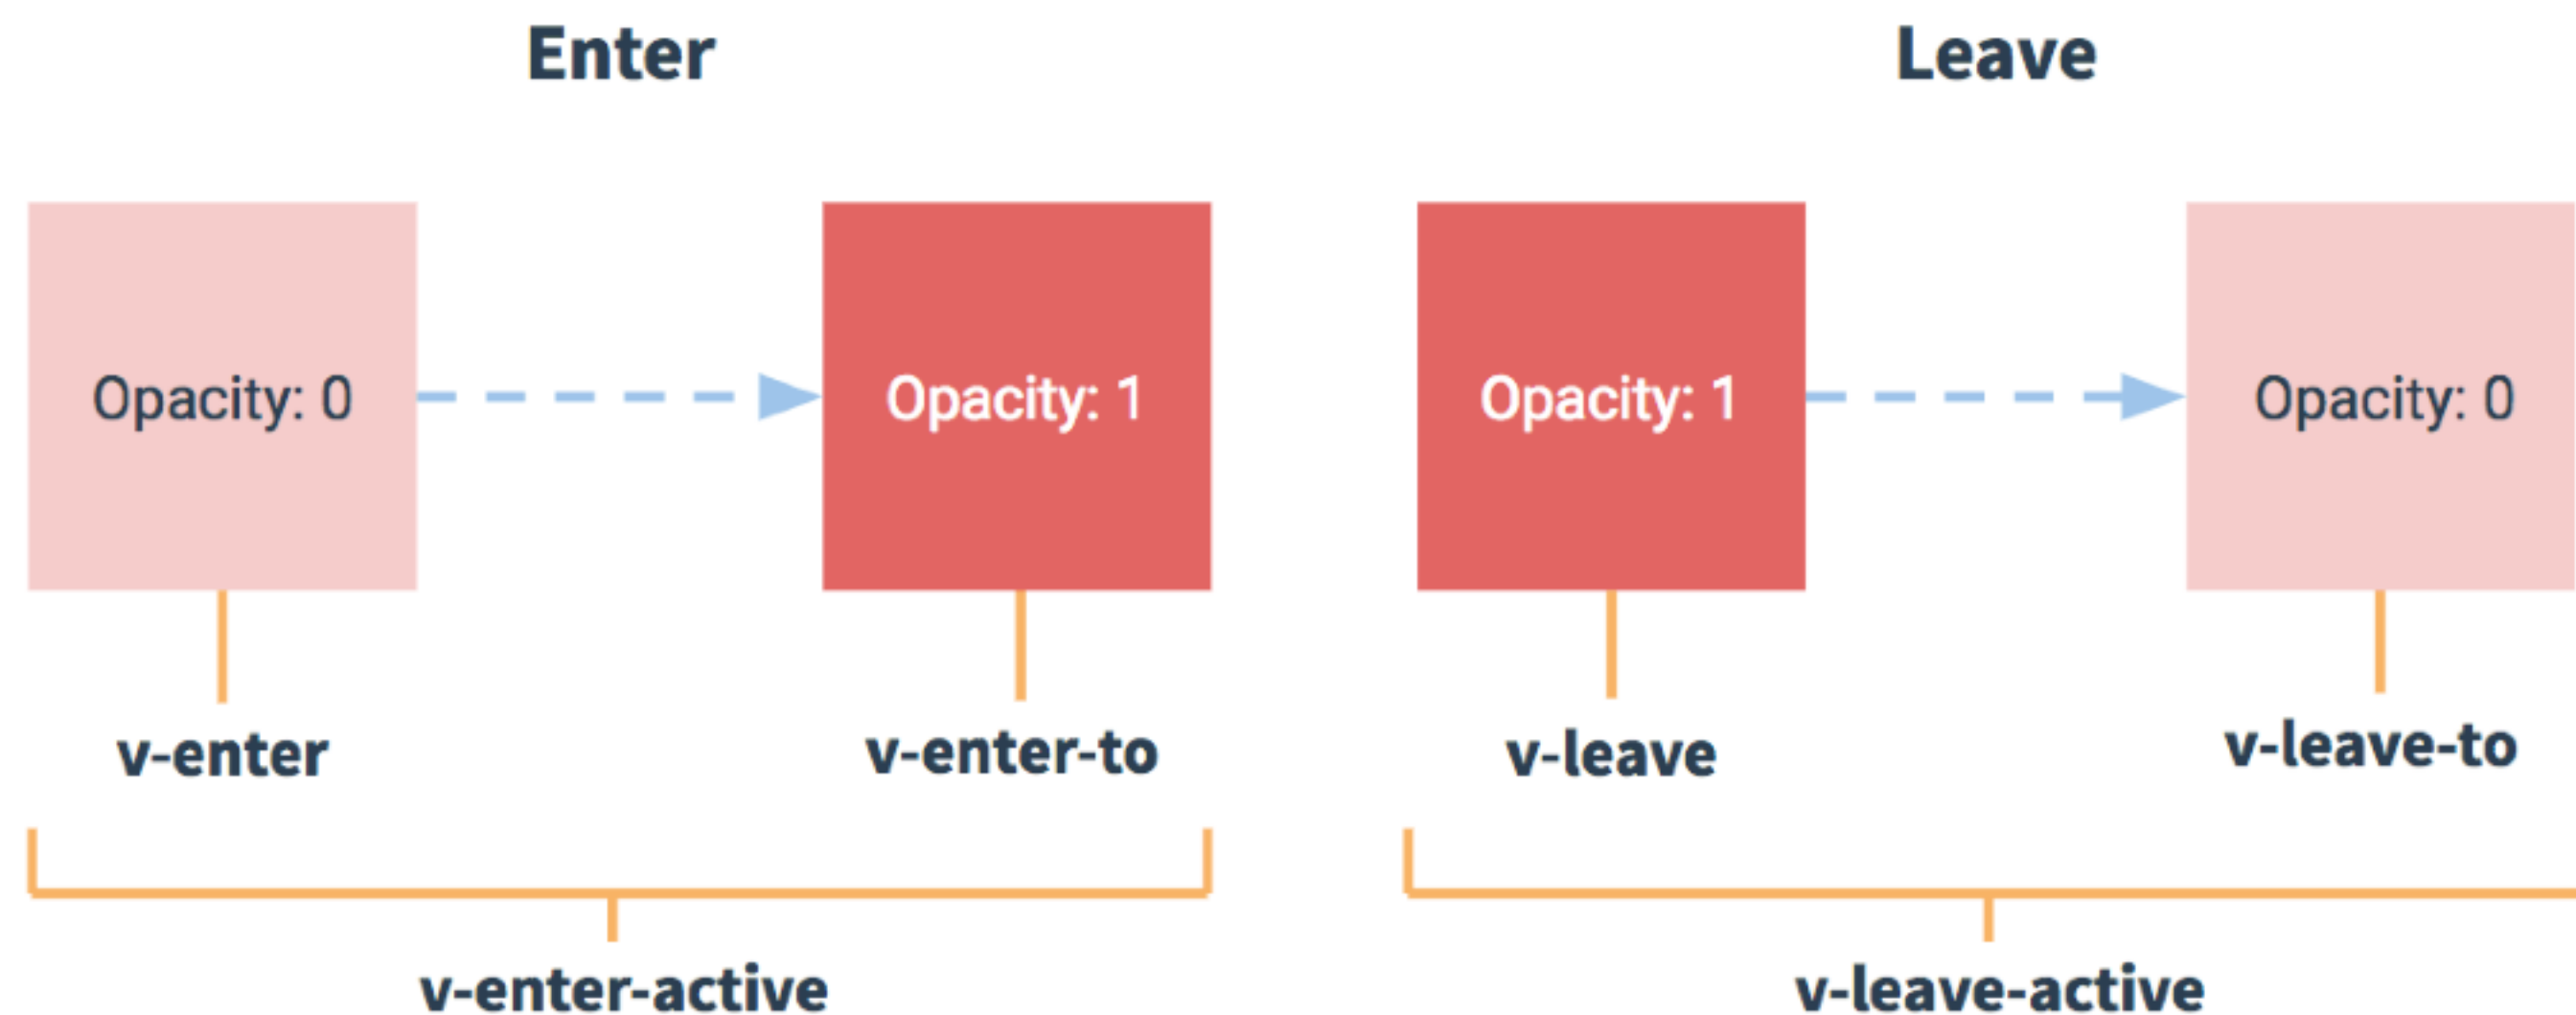 Enter
Leave
Opacity: 0
Opacity: 1
Opacity: 1
Opacity: 0
v-enter
v-enter-to
v-leave
v-leave-to
v-enter-active
v-leave-active